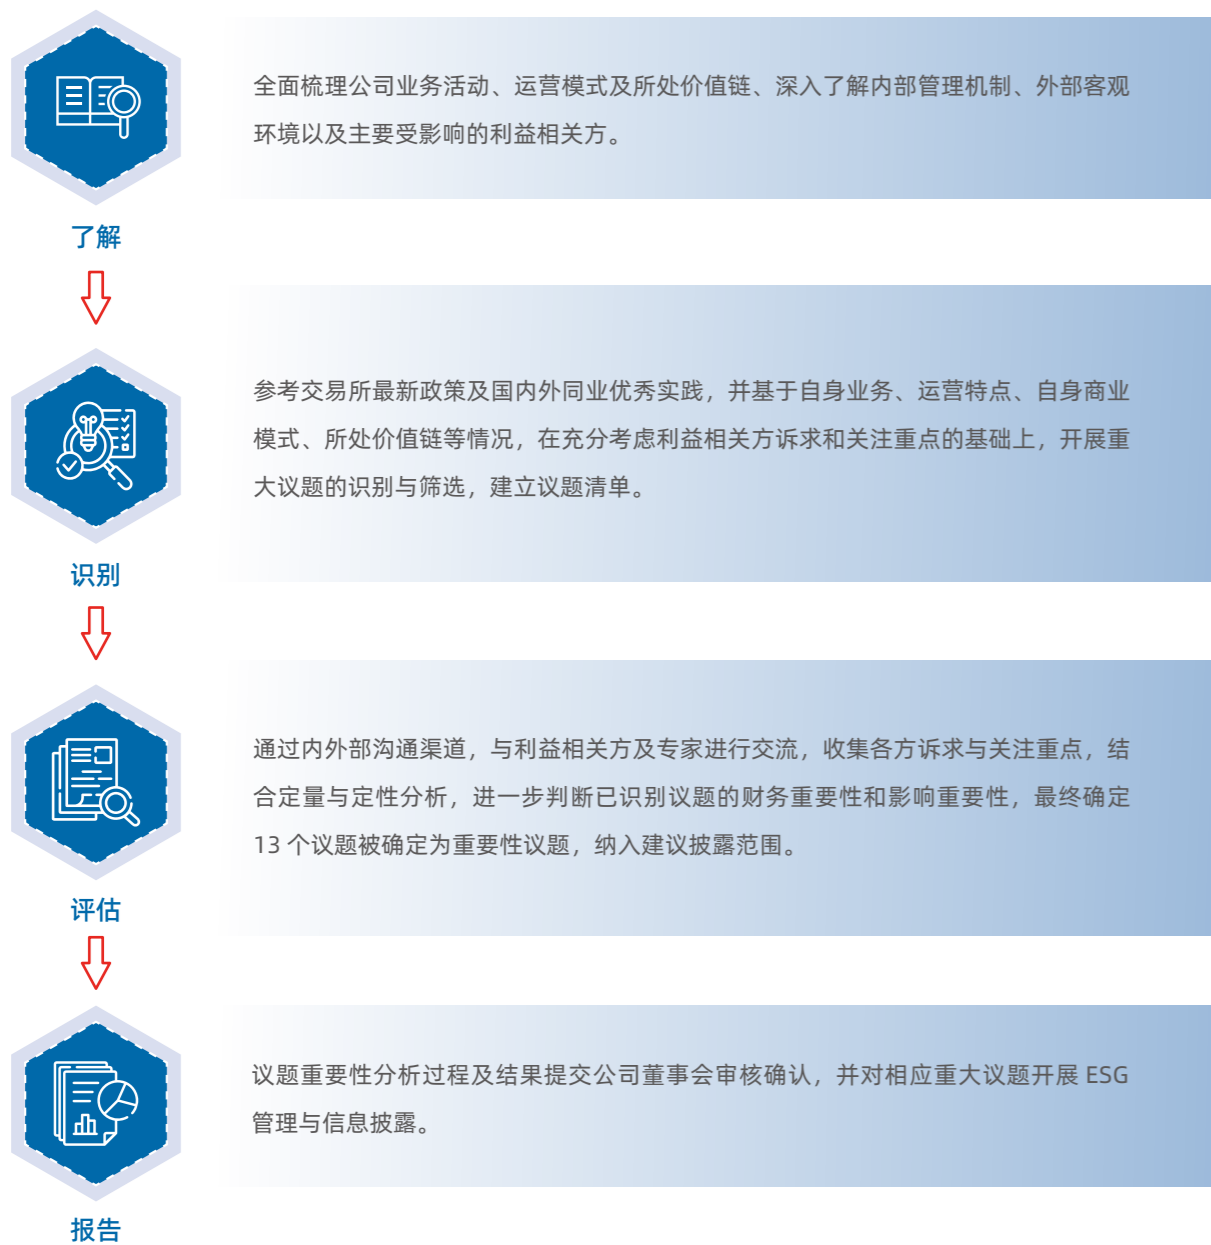 全面梳理公司业务活动、运营模式及所处价值链、深入了解内部管理机制、外部客观
环境以及主要受影响的利益相关方。
了解
参考交易所最新政策及国内外同业优秀实践，并基于自身业务、运营特点、自身商业
模式、所处价值链等情况，在充分考虑利益相关方诉求和关注重点的基础上，开展重
大议题的识别与筛选，建立议题清单。
识别
通过内外部沟通渠道，与利益相关方及专家进行交流，收集各方诉求与关注重点，结
合定量与定性分析，进一步判断已识别议题的财务重要性和影响重要性，最终确定
13 个议题被确定为重要性议题，纳入建议披露范围。
评估
议题重要性分析过程及结果提交公司董事会审核确认，并对相应重大议题开展 ESG
管理与信息披露。
报告